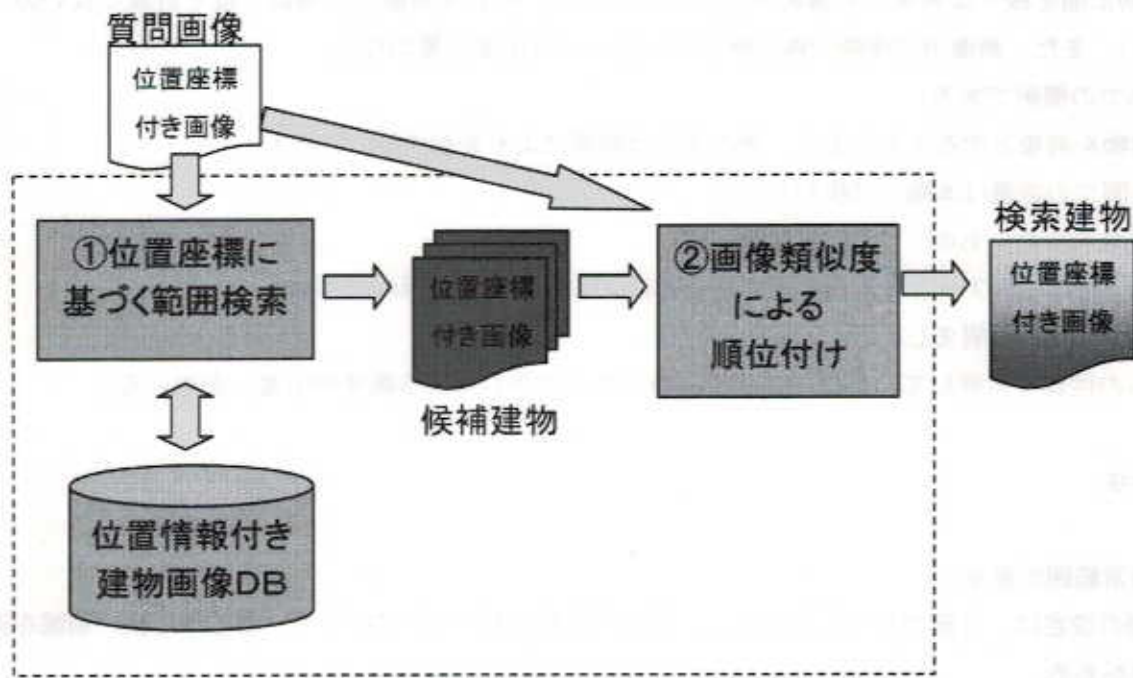 質問画像
位置座標
付き画像
①位置座標に
基づく範囲検索
位置座標
付き画像
候補建物
②画像類似度
による
順位付け
検索建物
位置座標
付き画像
位置情報付き
建物画像DB